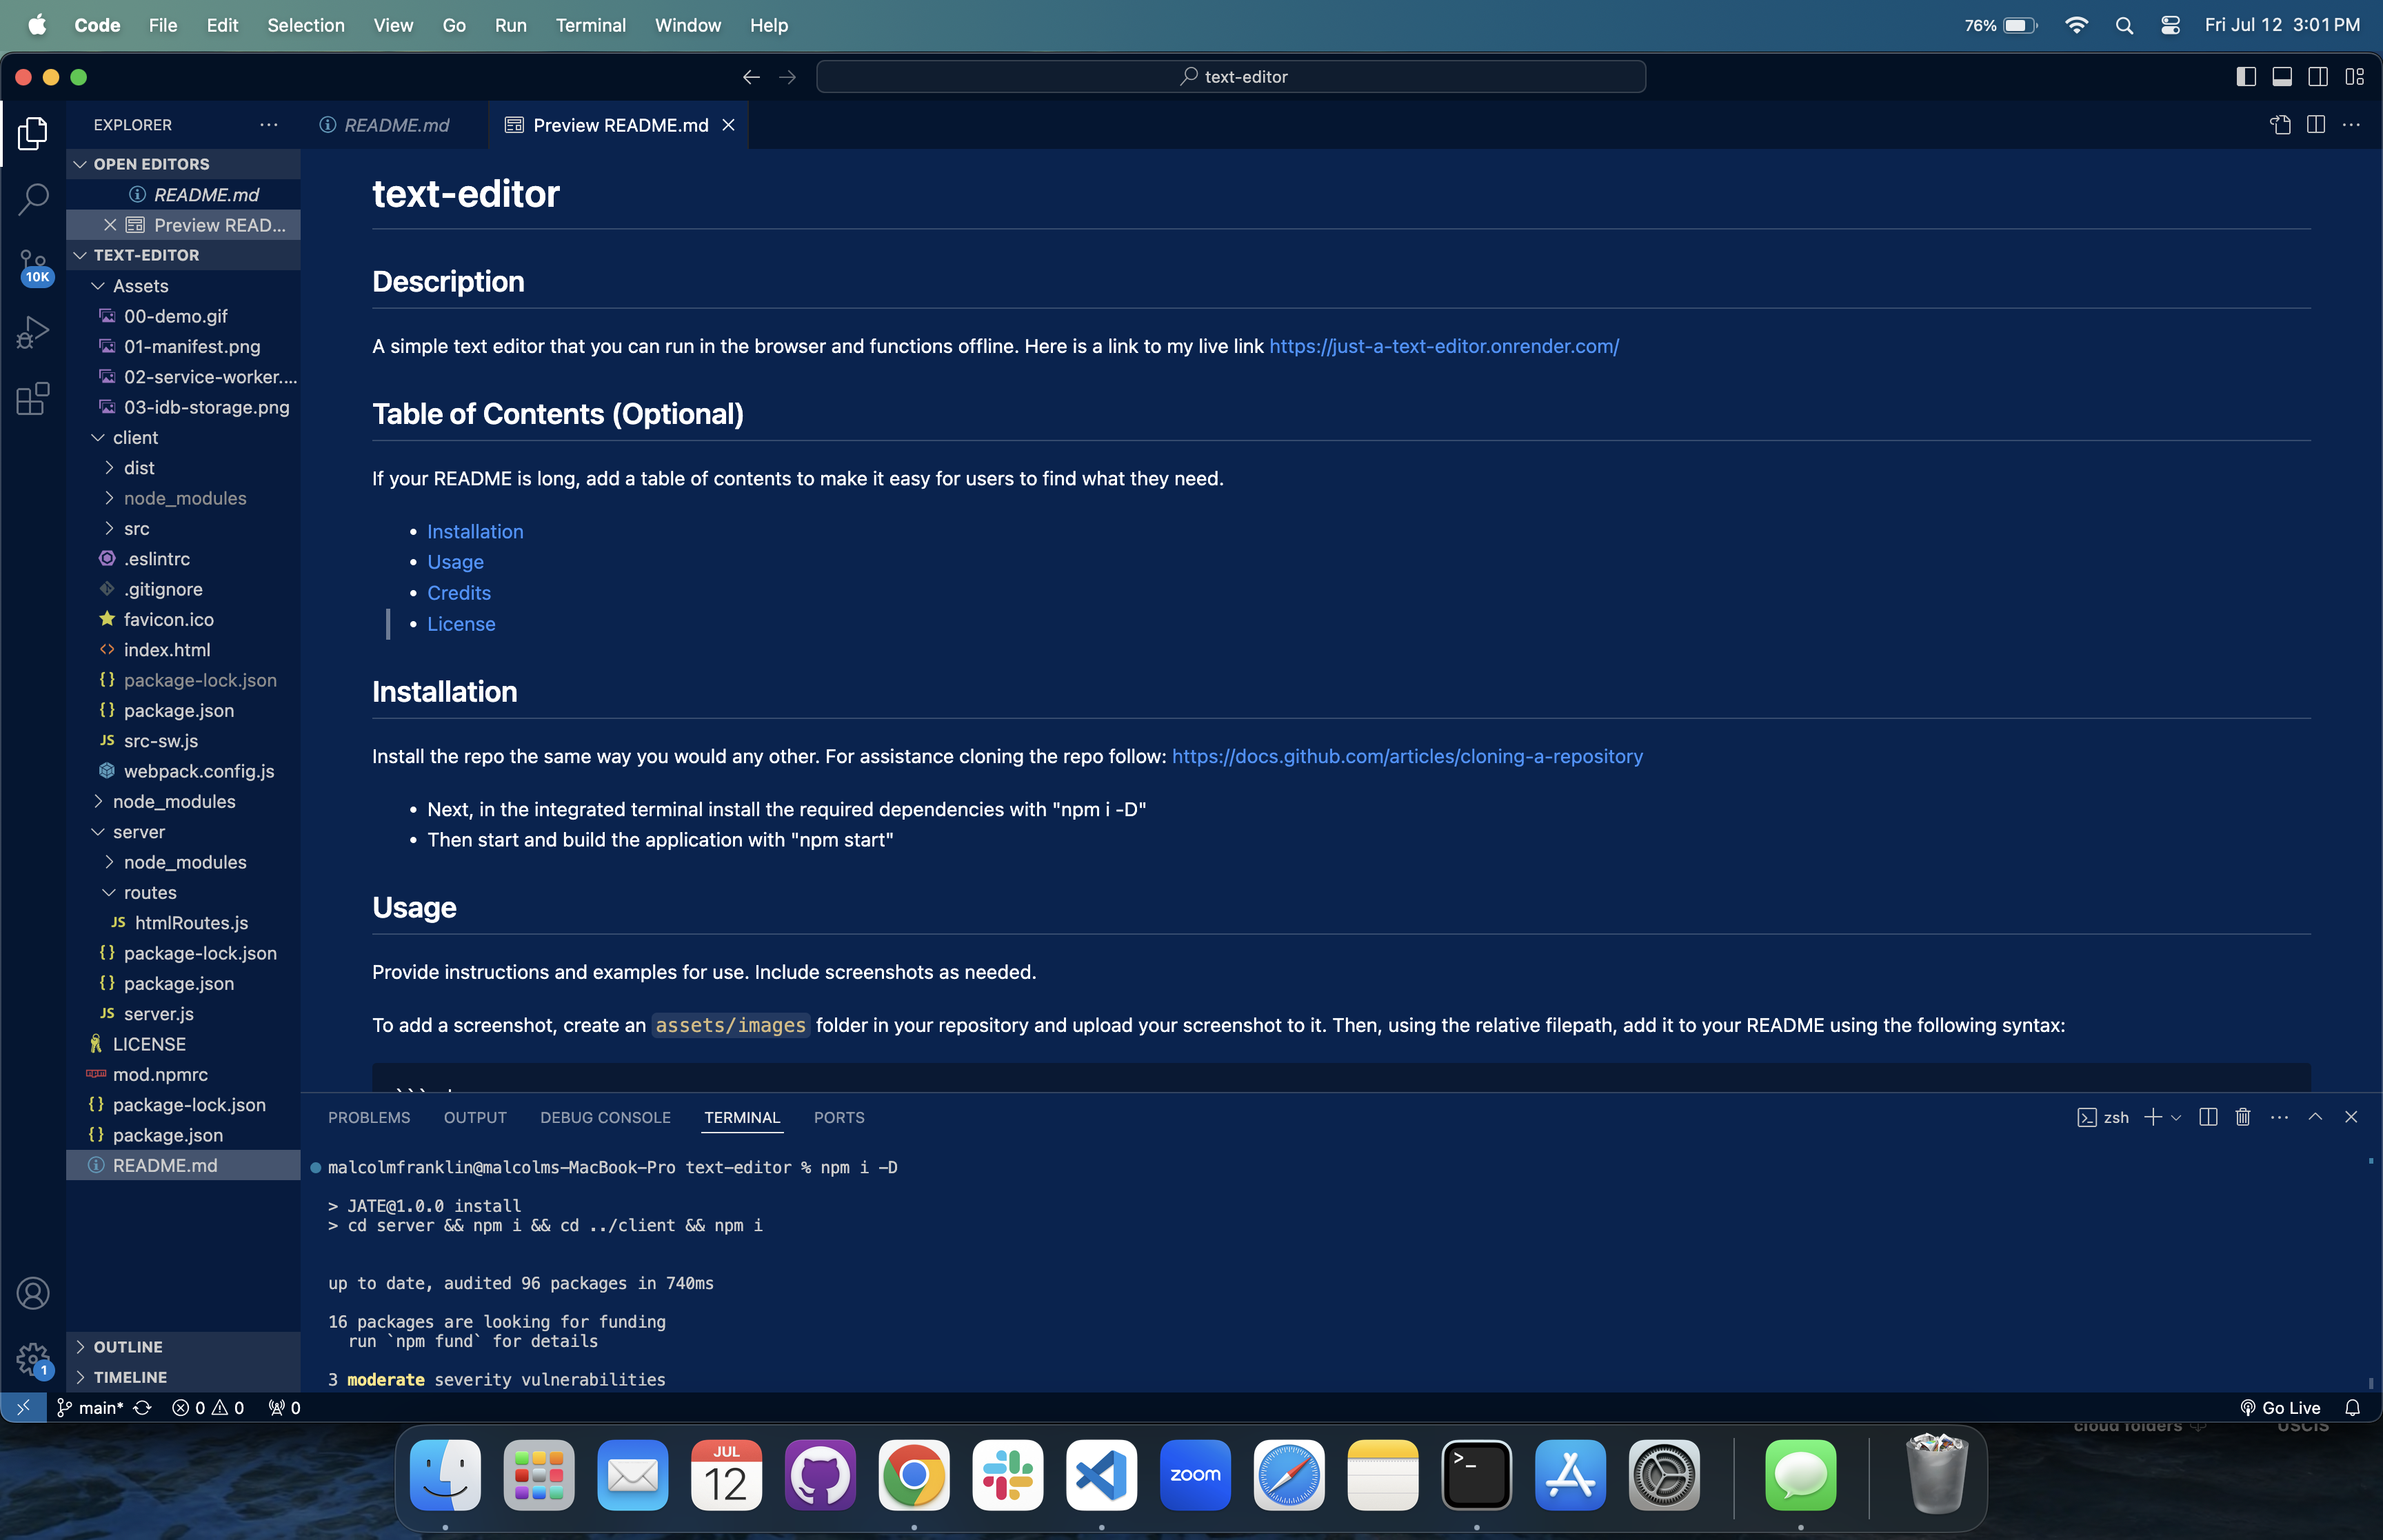 Code File Edit Selection View Go Run Terminal Window Help 76% Fri Jul 12 3:01 PM
text-editor
EXPLORER
OPEN EDITORS
README.md
Preview READ...
TEXT-EDITOR
Assets
00-demo.gif
01-manifest.png
02-service-worker....
03-idb-storage.png
client
dist
node_modules
src
.eslintrc
.gitignore
favicon.ico
index.html
package-lock.json
package.json
src-sw.js
webpack.config.js
node_modules
server
node_modules
routes
htmlRoutes.js
package-lock.json
package.json
server.js
LICENSE
mod.npmrc
package-lock.json
package.json
README.md
OUTLINE
TIMELINE
10K
1
README.md Preview README.md
text-editor
Description
A simple text editor that you can run in the browser and functions offline. Here is a link to my live link https://just-a-text-editor.onrender.com/
Table of Contents (Optional)
If your README is long, add a table of contents to make it easy for users to find what they need.
• Installation
• Usage
• Credits
• License
Installation
Install the repo the same way you would any other. For assistance cloning the repo follow: https://docs.github.com/articles/cloning-a-repository
• Next, in the integrated terminal install the required dependencies with "npm i -D"
• Then start and build the application with "npm start"
Usage
Provide instructions and examples for use. Include screenshots as needed.
To add a screenshot, create an assets/images folder in your repository and upload your screenshot to it. Then, using the relative filepath, add it to your README using the following syntax:
PROBLEMS OUTPUT DEBUG CONSOLE TERMINAL PORTS zsh
malcolmfranklin@malcolms-MacBook-Pro text-editor % npm i -D
> JATE@1.0.0 install
> cd server && npm i && cd ../client && npm i
up to date, audited 96 packages in 740ms
16 packages are looking for funding
run `npm fund` for details
3 moderate severity vulnerabilities
main* 0 0 0 Go Live
cloud folders USCIS
JUL
12
zoom